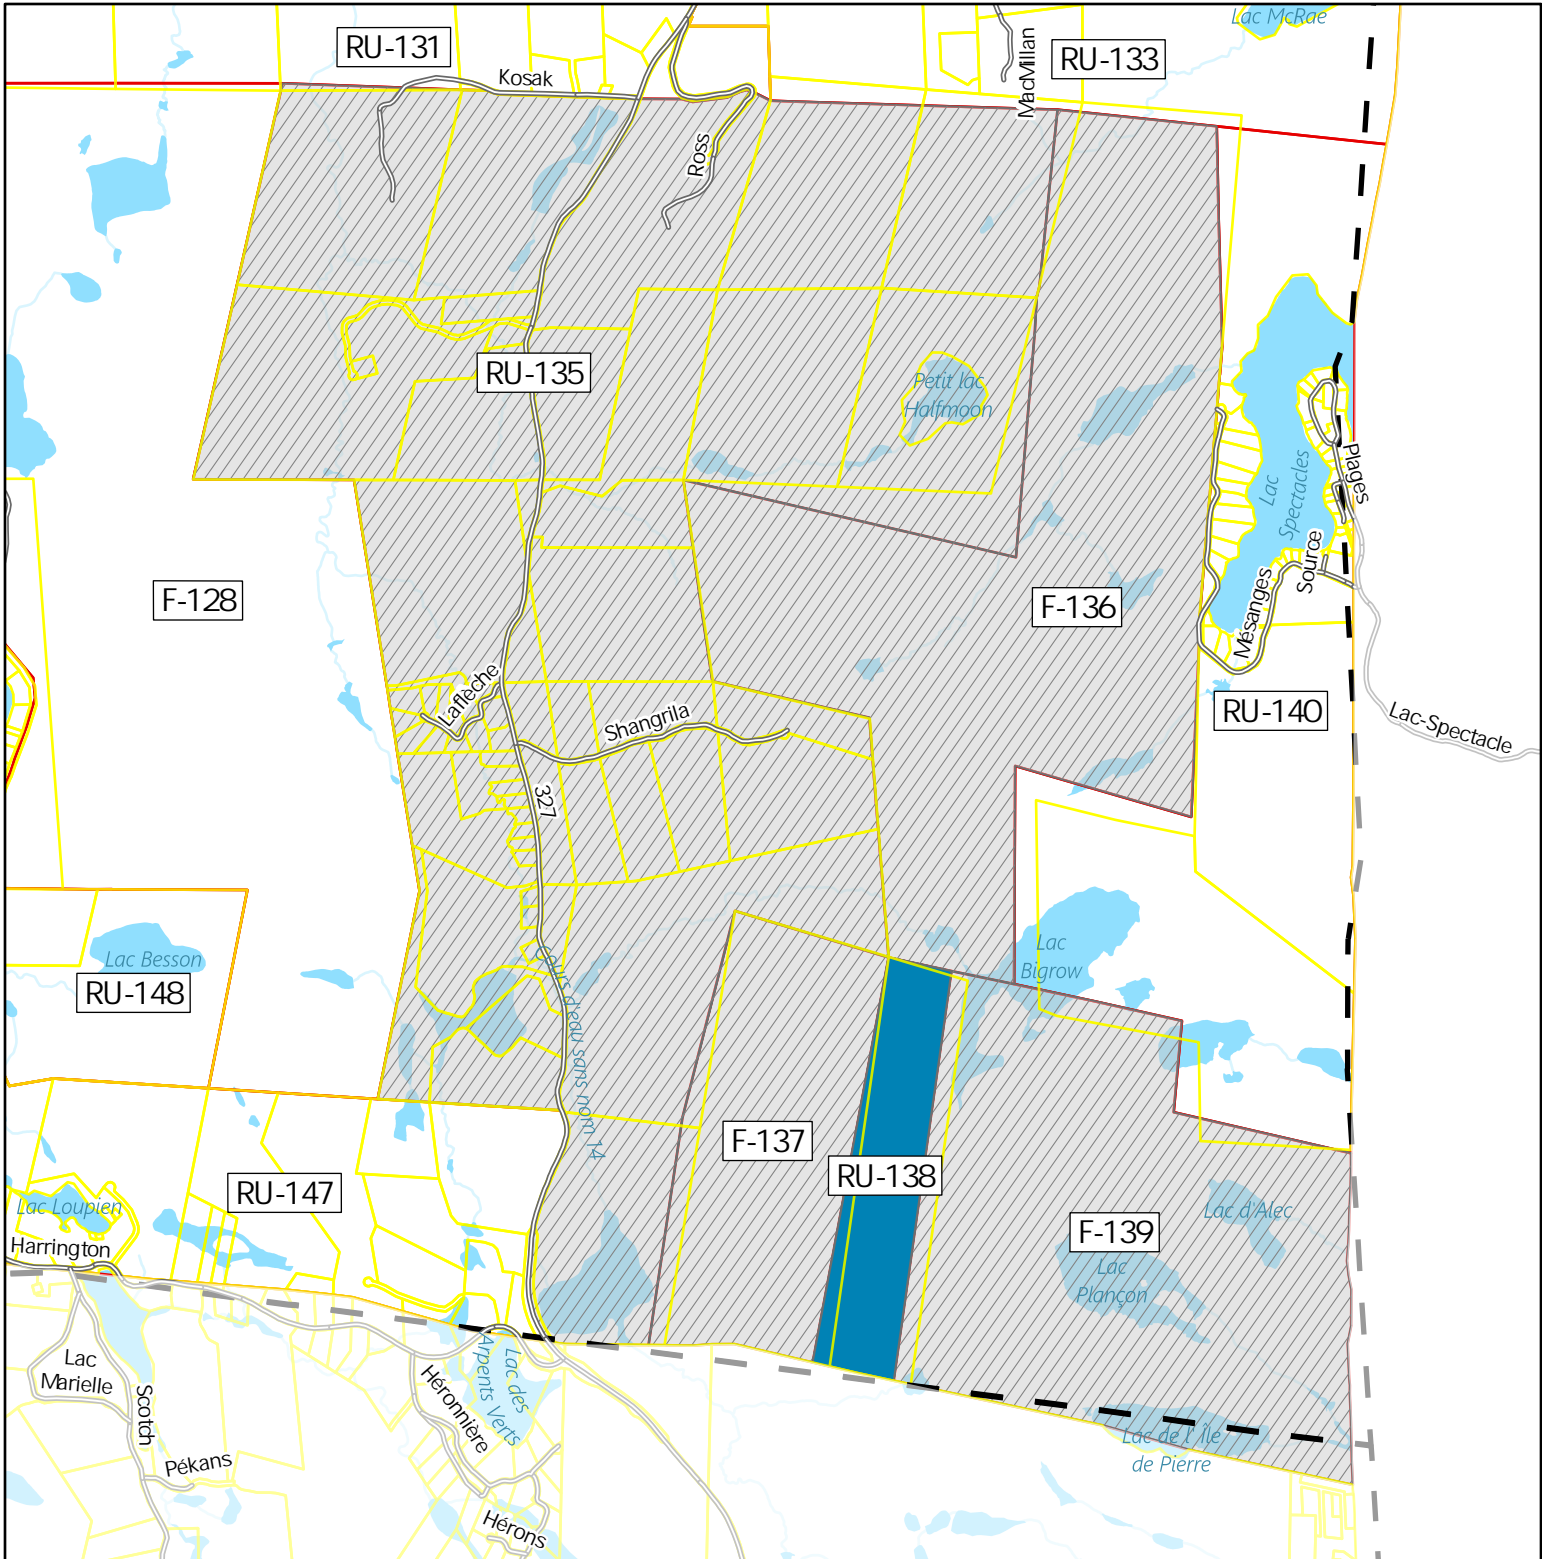 Lac McRae
RU-131
RU-133
MacMillan
Kosak
Ross
RU-135
Petit lac
Halfmoon
Plages
Lac
Spectacles
Source
Mésanges
F-128
F-136
Laflèche
Shangrila
RU-140
Lac-Spectacle
327
Lac
Bigrow
Lac Besson
RU-148
Cours d'eau sans nom 14
F-137
RU-138
RU-147
Lac Loupien
Harrington
Lac d'Alec
F-139
Lac
Plançon
Lac
Marielle
Scotch
Lac des
Arpents Verts
Héronnière
Pékans
Hérons
Lac de l' Île
de Pierre